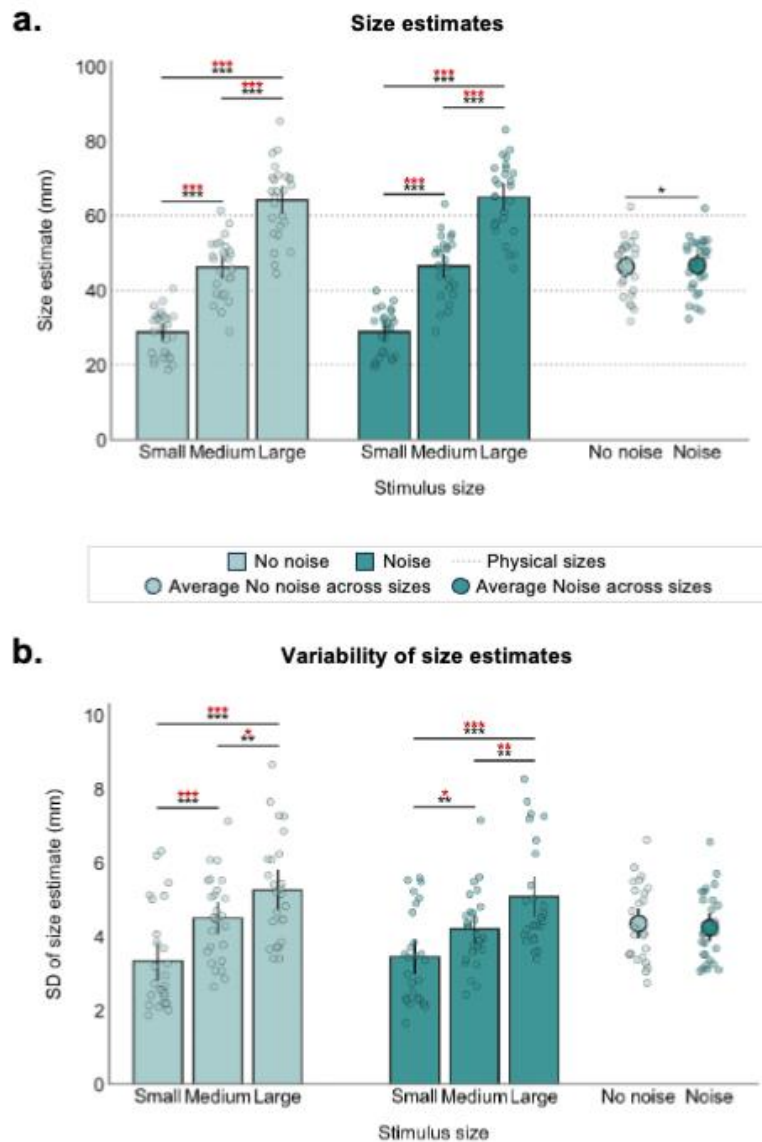 a.
Size estimates
***
***
***
***
***
***
***
***
***
***
***
***
*
100
80
60
40
20
0
Size estimate (mm)
Small Medium Large
Small Medium Large
No noise Noise
Stimulus size
No noise Noise Physical sizes
Average No noise across sizes Average Noise across sizes
b.
Variability of size estimates
***
***
*
**
***
***
***
***
**
**
*
**
10
8
6
4
2
0
SD of size estimate (mm)
Small Medium Large
Small Medium Large
No noise Noise
Stimulus size